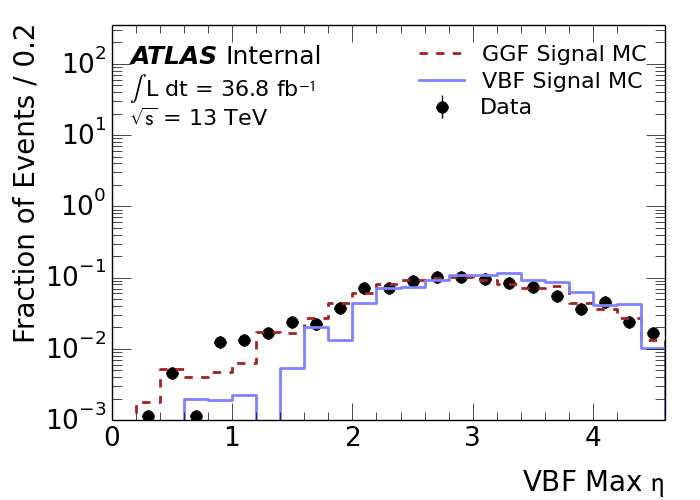 ATLAS Internal
∫L dt = 36.8 fb⁻¹
√s = 13 TeV
GGF Signal MC
VBF Signal MC
Data
Fraction of Events / 0.2
10²
10¹
10⁰
10⁻¹
10⁻²
10⁻³
0 1 2 3 4
VBF Max η